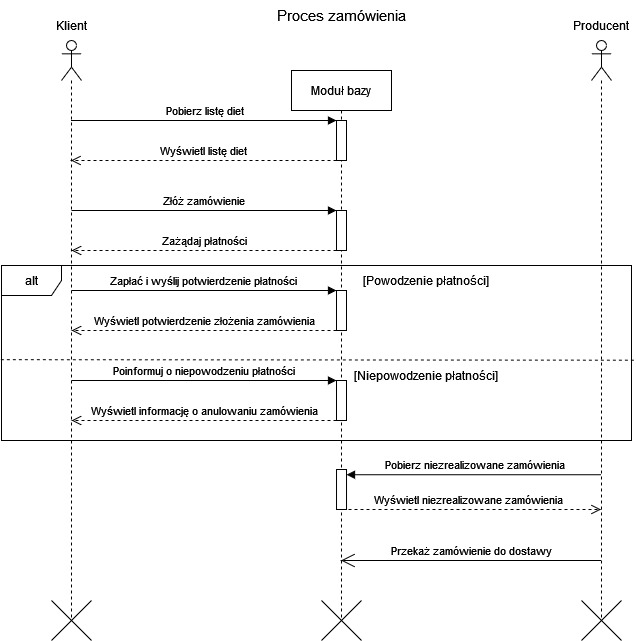 Proces zamówienia
Klient
Producent
Moduł bazy
Pobierz listę diet
Wyświetl listę diet
Złóż zamówienie
Zażądaj płatności
alt
Zapłać i wyślij potwierdzenie płatności
[Powodzenie płatności]
Wyświetl potwierdzenie złożenia zamówienia
Poinformuj o niepowodzeniu płatności
[Niepowodzenie płatności]
Wyświetl informację o anulowaniu zamówienia
Pobierz niezrealizowane zamówienia
Wyświetl niezrealizowane zamówienia
Przekaż zamówienie do dostawy